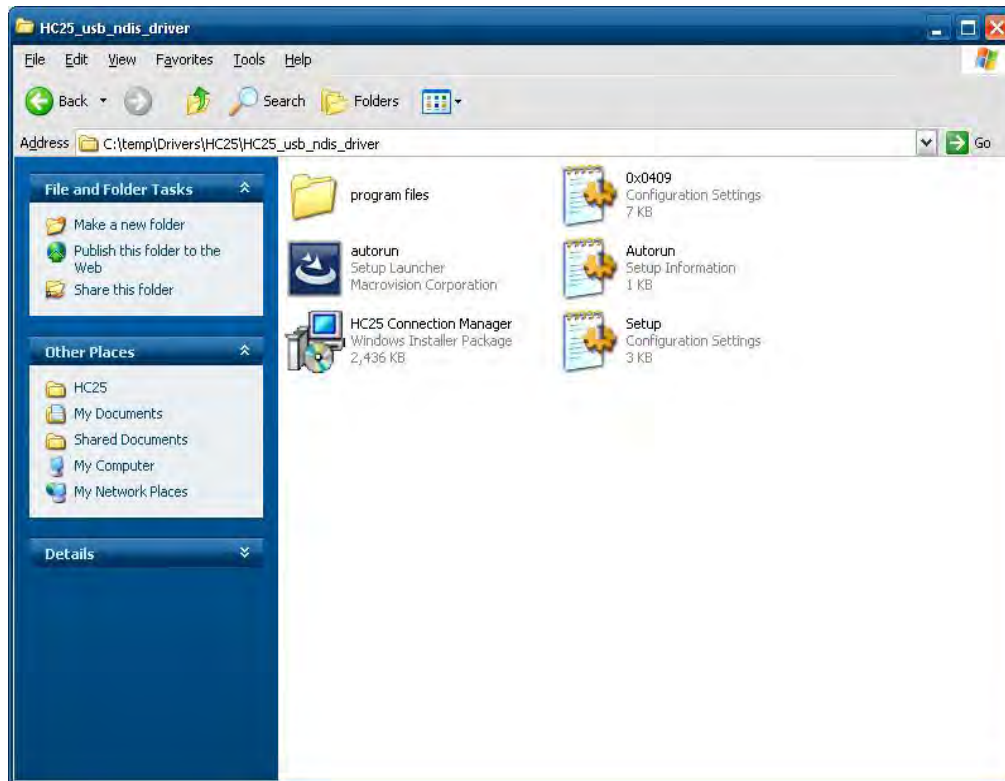 HC25_usb_ndis_driver
File Edit View Favorites Tools Help
Back Search Folders
Address C:\temp\Drivers\HC25\HC25_usb_ndis_driver Go
File and Folder Tasks
Make a new folder
Publish this folder to the
Web
Share this folder
Other Places
HC25
My Documents
Shared Documents
My Computer
My Network Places
Details
program files
0x0409
Configuration Settings
7 KB
autorun
Setup Launcher
Macrovision Corporation
Autorun
Setup Information
1 KB
HC25 Connection Manager
Windows Installer Package
2,436 KB
Setup
Configuration Settings
3 KB